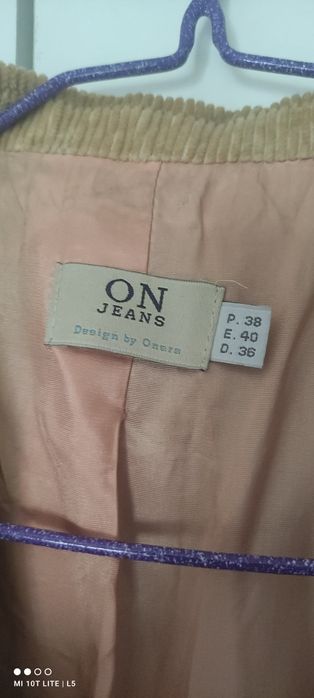 ON
JEANS
Design by Onara
P. 38
E. 40
D. 36
MI 10T LITE | L5